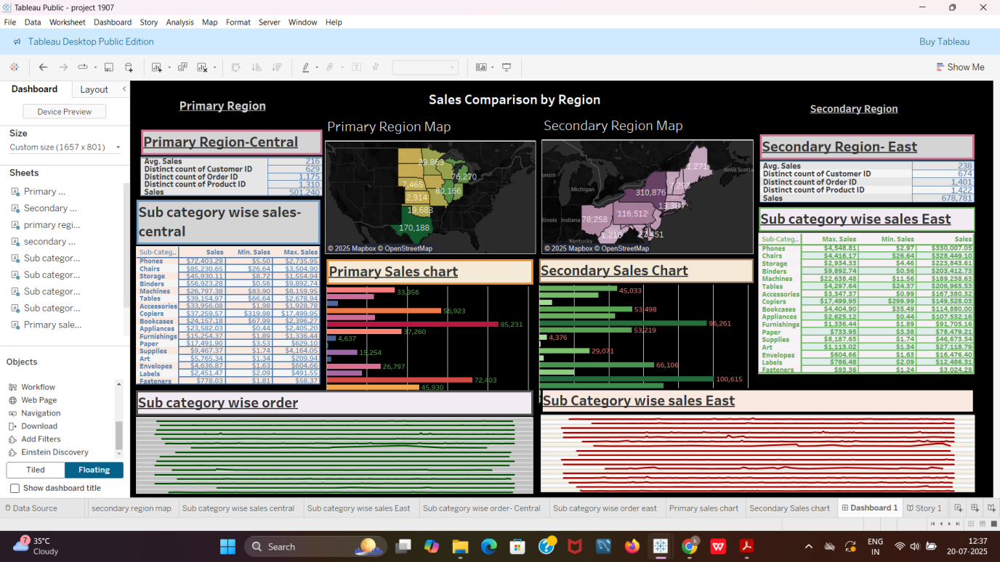 Tableau Public - project 1907
File Data Worksheet Dashboard Story Analysis Map Format Server Window Help
Tableau Desktop Public Edition
Buy Tableau
Show Me
Dashboard
Layout
Device Preview
Size
Custom size (1657 x 801)
Sheets
Primary ...
Secondary ...
primary regi...
secondary ...
Sub categor...
Sub categor...
Sub categor...
Sub categor...
Primary sale...
Objects
Workflow
Web Page
Navigation
Download
Add Filters
Einstein Discovery
Tiled
Floating
Show dashboard title
Sales Comparison by Region
Primary Region
Primary Region-Central
Avg. Sales 216
Distinct count of Customer ID 629
Distinct count of Order ID 1,175
Distinct count of Product ID 1,310
Sales 501,240
Sub category wise sales-
central
Sub-Categ.. Sales Min. Sales Max. Sales
Phones $72,403.28 $5.50 $2,735.95
Chairs $85,230.65 $26.64 $3,504.90
Storage $45,930.11 $8.72 $1,554.94
Binders $56,923.28 $0.56 $9,892.74
Machines $26,797.38 $83.90 $8,159.95
Tables $39,154.97 $66.64 $2,678.94
Accessories $33,956.08 $1.98 $1,928.78
Copiers $37,259.57 $319.98 $17,499.95
Bookcases $24,157.18 $67.99 $2,396.27
Appliances $23,582.03 $0.44 $2,405.20
Furnishings $15,254.37 $1.89 $1,336.44
Paper $17,491.90 $3.53 $629.10
Supplies $9,467.37 $1.74 $4,164.05
Art $5,765.34 $1.34 $209.94
Envelopes $4,636.87 $1.63 $604.66
Labels $2,451.47 $2.09 $491.55
Fasteners $778.03 $1.81 $58.37
Primary Region Map
29,863
76,270
7,465
80,166
2,914
19,683
170,188
© 2025 Mapbox © OpenStreetMap
Secondary Region Map
1,271
Nova Scotia
Michigan
310,876
7,293
78,258
116,512
Indiana
Kentucky
1,210
27,451
© 2025 Mapbox © OpenStreetMap
Primary Sales chart
33,956
56,923
85,231
37,260
4,637
15,254
26,797
72,403
45,930
Secondary Sales Chart
45,033
53,498
96,261
53,219
4,376
29,071
66,106
100,615
Secondary Region
Secondary Region- East
Avg. Sales 238
Distinct count of Customer ID 674
Distinct count of Order ID 1,401
Distinct count of Product ID 1,422
Sales 678,781
Sub category wise sales East
Sub-Categ.. Max. Sales Min. Sales Sales
Phones $4,548.81 $2.97 $330,007.05
Chairs $4,416.17 $26.64 $328,449.10
Storage $2,934.33 $4.46 $223,843.61
Binders $9,892.74 $0.56 $203,412.73
Machines $22,638.48 $11.56 $189,238.63
Tables $4,297.64 $24.37 $206,965.53
Accessories $3,347.37 $0.99 $167,380.32
Copiers $17,499.95 $299.99 $149,528.03
Bookcases $4,404.90 $35.49 $114,880.00
Appliances $2,625.12 $0.44 $107,532.16
Furnishings $1,336.44 $1.89 $91,705.16
Paper $733.95 $3.38 $78,479.21
Supplies $8,187.65 $1.74 $46,673.54
Art $1,113.02 $1.34 $27,118.79
Envelopes $604.66 $1.63 $16,476.40
Labels $786.48 $2.09 $12,486.31
Fasteners $93.36 $1.24 $3,024.28
Sub category wise order
Sub Category wise sales East
Data Source
secondary region map
Sub category wise sales central
Sub category wise sales East
Sub category wise order- Central
Sub category wise order east
Primary sales chart
Secondary Sales chart
Dashboard 1
Story 1
7
35°C
Cloudy
Search
ENG
IN
12:37
20-07-2025